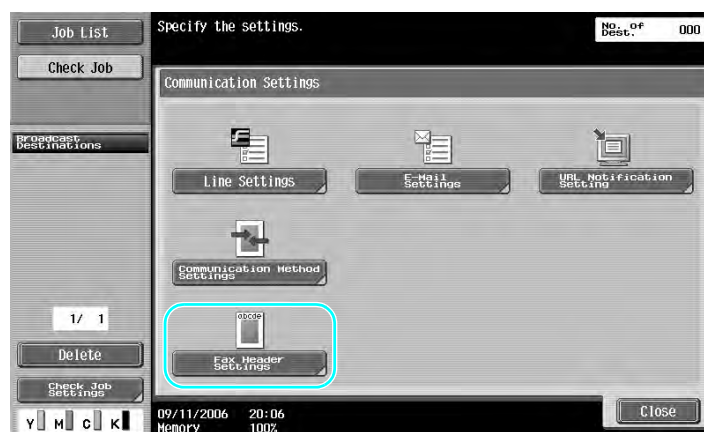 Job List
Check Job
Broadcast
Destinations
1/ 1
Delete
Check Job
Settings
Y M C K
Specify the settings.
No. of
Dest.
000
Communication Settings
Line Settings
E-Mail
Settings
URL Notification
Setting
Communication Method
Settings
abcde
Fax Header
Settings
09/11/2006 20:06
Memory 100%
Close